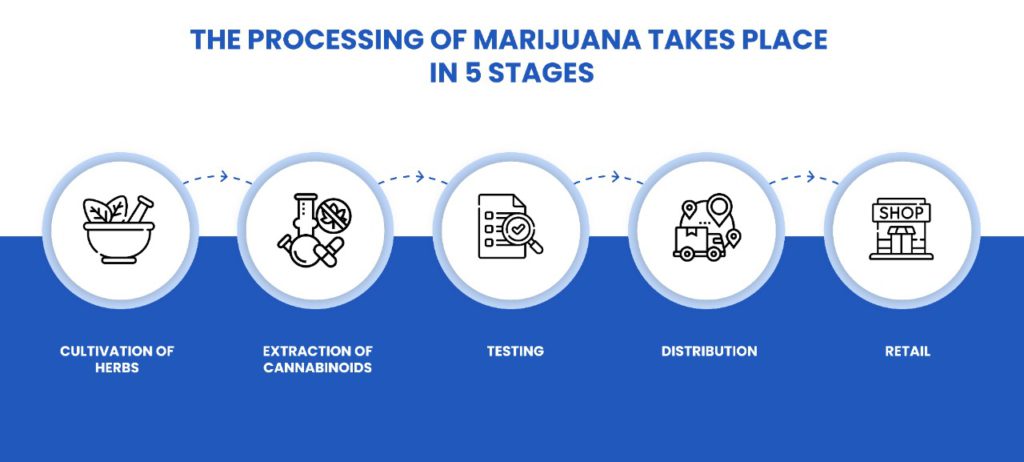 THE PROCESSING OF MARIJUANA TAKES PLACE
IN 5 STAGES
SHOP
CULTIVATION OF
HERBS
EXTRACTION OF
CANNABINOIDS
TESTING
DISTRIBUTION
RETAIL